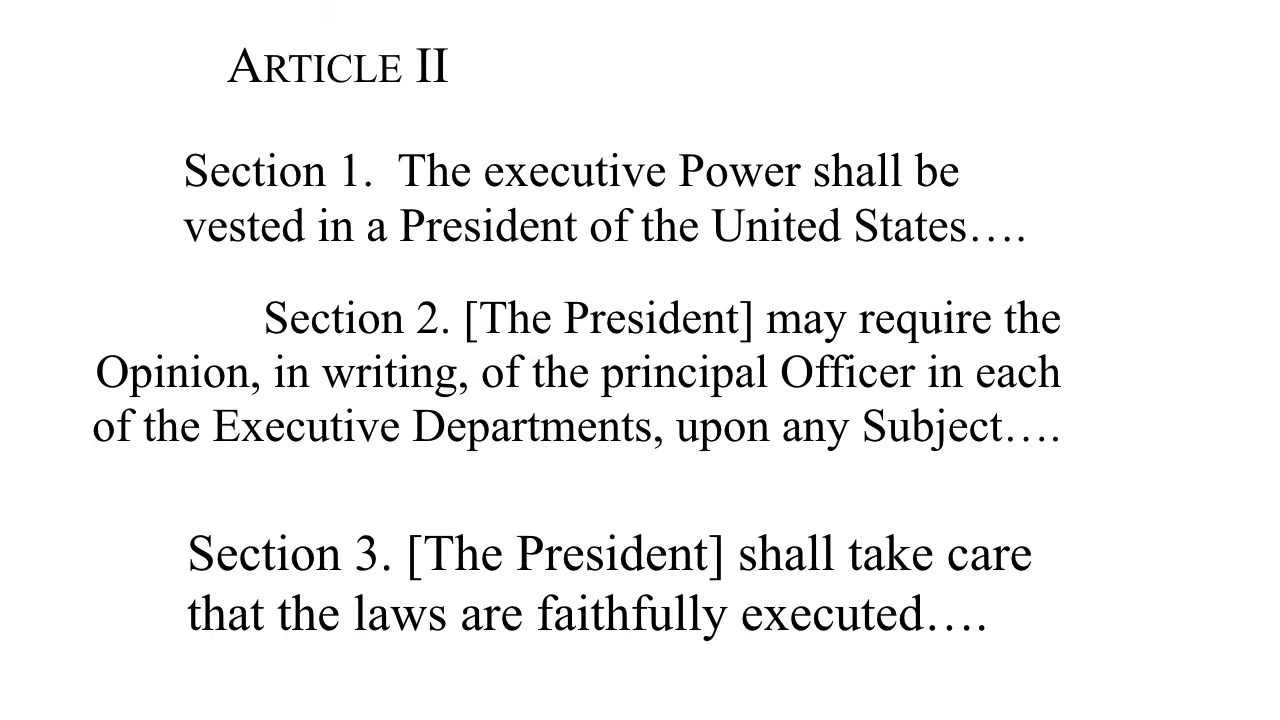 ARTICLE II
Section 1.  The executive Power shall be
vested in a President of the United States….
Section 2. [The President] may require the
Opinion, in writing, of the principal Officer in each
of the Executive Departments, upon any Subject….
Section 3. [The President] shall take care
that the laws are faithfully executed….